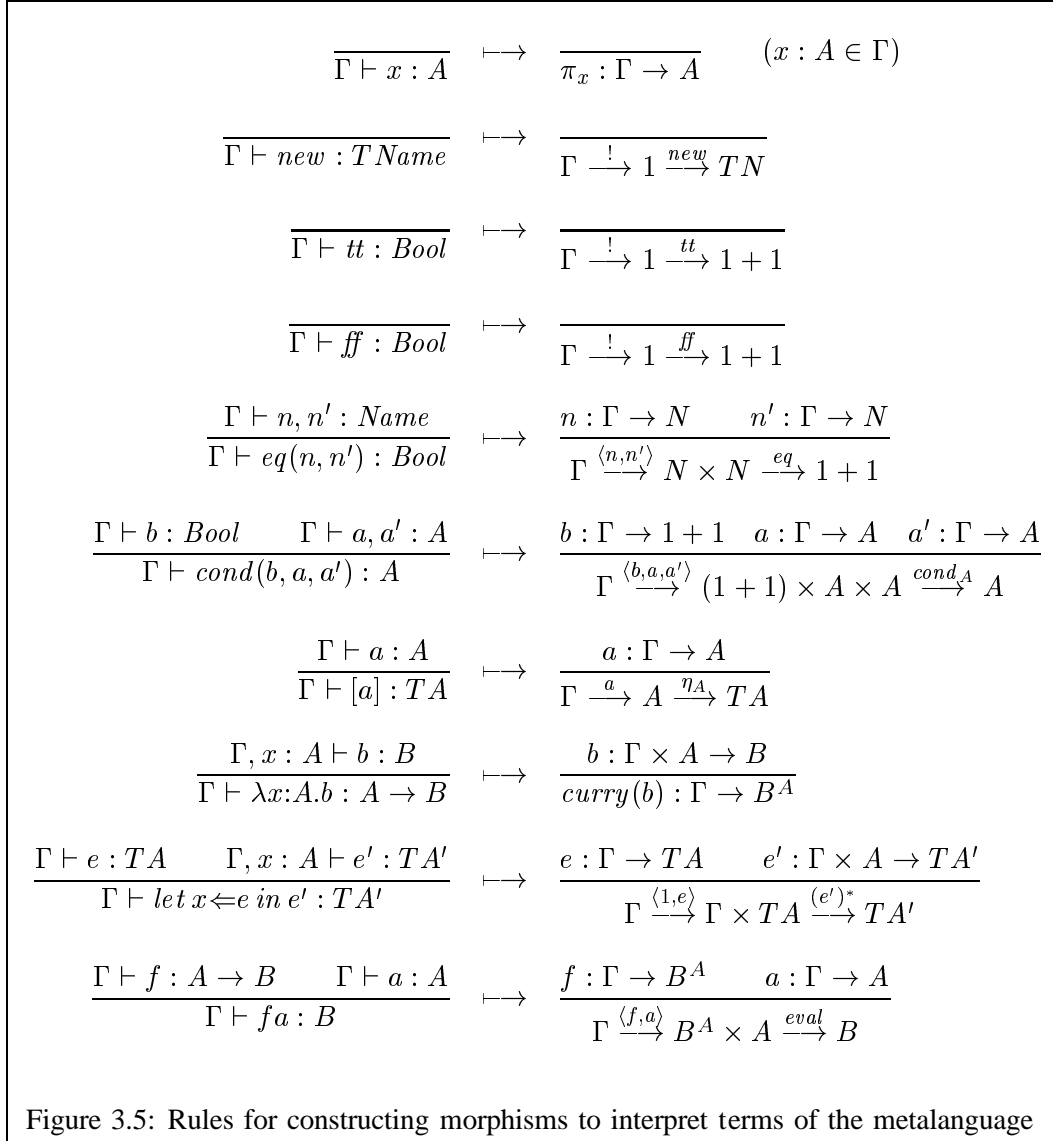 Γ ⊢ x : A ⟼ π_x : Γ → A (x : A ∈ Γ)
Γ ⊢ new : TName ⟼ Γ —!→ 1 —new→ TN
Γ ⊢ tt : Bool ⟼ Γ —!→ 1 —tt→ 1 + 1
Γ ⊢ ff : Bool ⟼ Γ —!→ 1 —ff→ 1 + 1
Γ ⊢ n, n′ : Name n : Γ → N n′ : Γ → N
⟼
Γ ⊢ eq(n, n′) : Bool Γ —⟨n,n′⟩→ N × N —eq→ 1 + 1
Γ ⊢ b : Bool Γ ⊢ a, a′ : A b : Γ → 1 + 1 a : Γ → A a′ : Γ → A
⟼
Γ ⊢ cond(b, a, a′) : A Γ —⟨b,a,a′⟩→ (1 + 1) × A × A —cond_A→ A
Γ ⊢ a : A a : Γ → A
⟼
Γ ⊢ [a] : TA Γ —a→ A —η_A→ TA
Γ, x : A ⊢ b : B b : Γ × A → B
⟼
Γ ⊢ λx:A.b : A → B curry(b) : Γ → B^A
Γ ⊢ e : TA Γ, x : A ⊢ e′ : TA′ e : Γ → TA e′ : Γ × A → TA′
⟼
Γ ⊢ let x⇐e in e′ : TA′ Γ —⟨1,e⟩→ Γ × TA —(e′)*→ TA′
Γ ⊢ f : A → B Γ ⊢ a : A f : Γ → B^A a : Γ → A
⟼
Γ ⊢ fa : B Γ —⟨f,a⟩→ B^A × A —eval→ B
Figure 3.5: Rules for constructing morphisms to interpret terms of the metalanguage